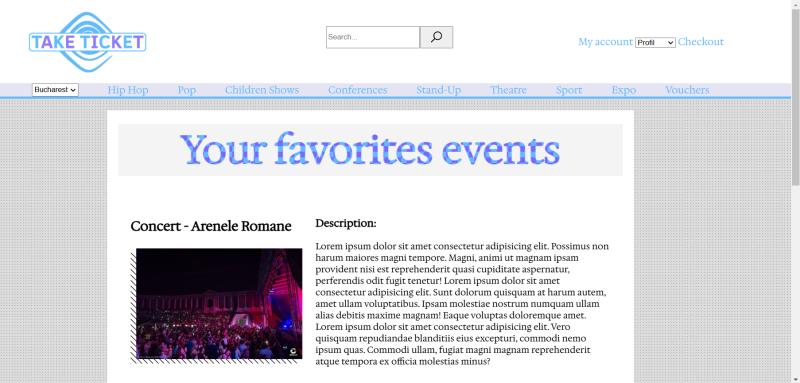 TAKE TICKET
Search...
My account Profil Checkout
Bucharest Hip Hop Pop Children Shows Conferences Stand-Up Theatre Sport Expo Vouchers
Your favorites events
Concert - Arenele Romane
Description:
Lorem ipsum dolor sit amet consectetur adipisicing elit. Possimus non
harum maiores magni tempore. Magni, animi ut magnam ipsam
provident nisi est reprehenderit quasi cupiditate aspernatur,
perferendis odit fugit tenetur! Lorem ipsum dolor sit amet
consectetur adipisicing elit. Sunt dolorum quisquam at harum autem,
amet ullam voluptatibus. Ipsam molestiae nostrum numquam ullam
alias debitis maxime magnam! Eaque voluptas doloremque amet.
Lorem ipsum dolor sit amet consectetur adipisicing elit. Vero
quisquam repudiandae blanditiis eius excepturi, commodi nemo
ipsum quas. Commodi ullam, fugiat magni magnam reprehenderit
atque tempora ex officia molestias minus?